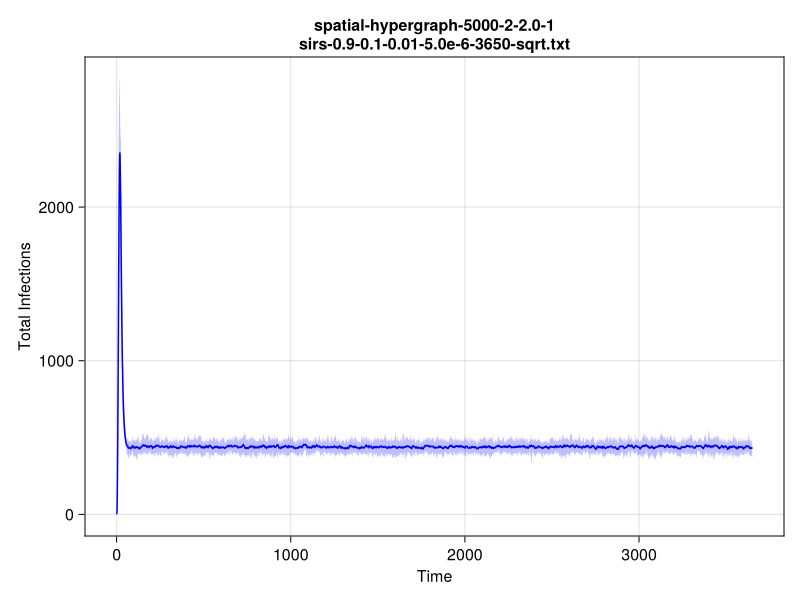 spatial-hypergraph-5000-2-2.0-1
sirs-0.9-0.1-0.01-5.0e-6-3650-sqrt.txt
Total Infections
2000
1000
0
0
1000
2000
3000
Time